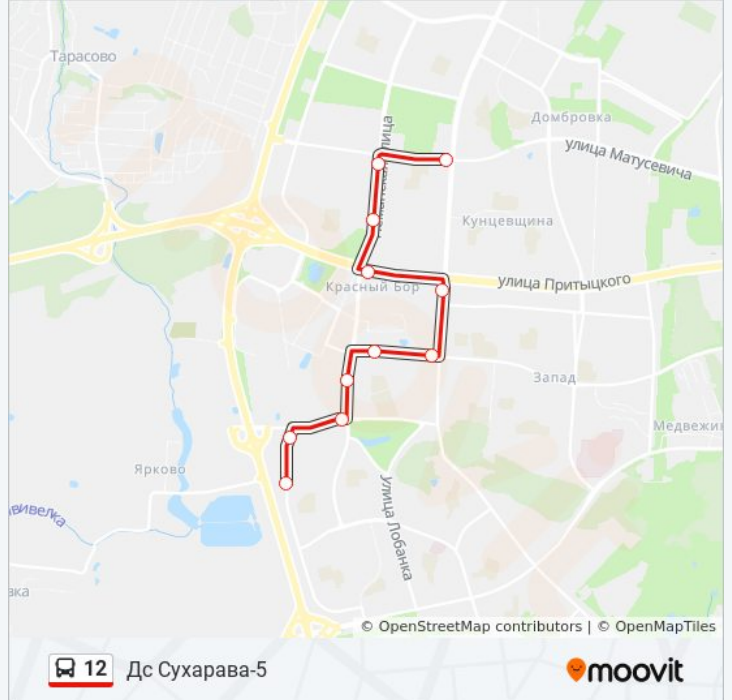 Тарасово
Домбровка
улица Матусевича
Кунцевщина
улица Притыцкого
Красный Бор
Запад
Медвежи
Ярково
улица Лобанка
© OpenStreetMap contributors | © OpenMapTiles
12 Дс Сухарава-5
moovit